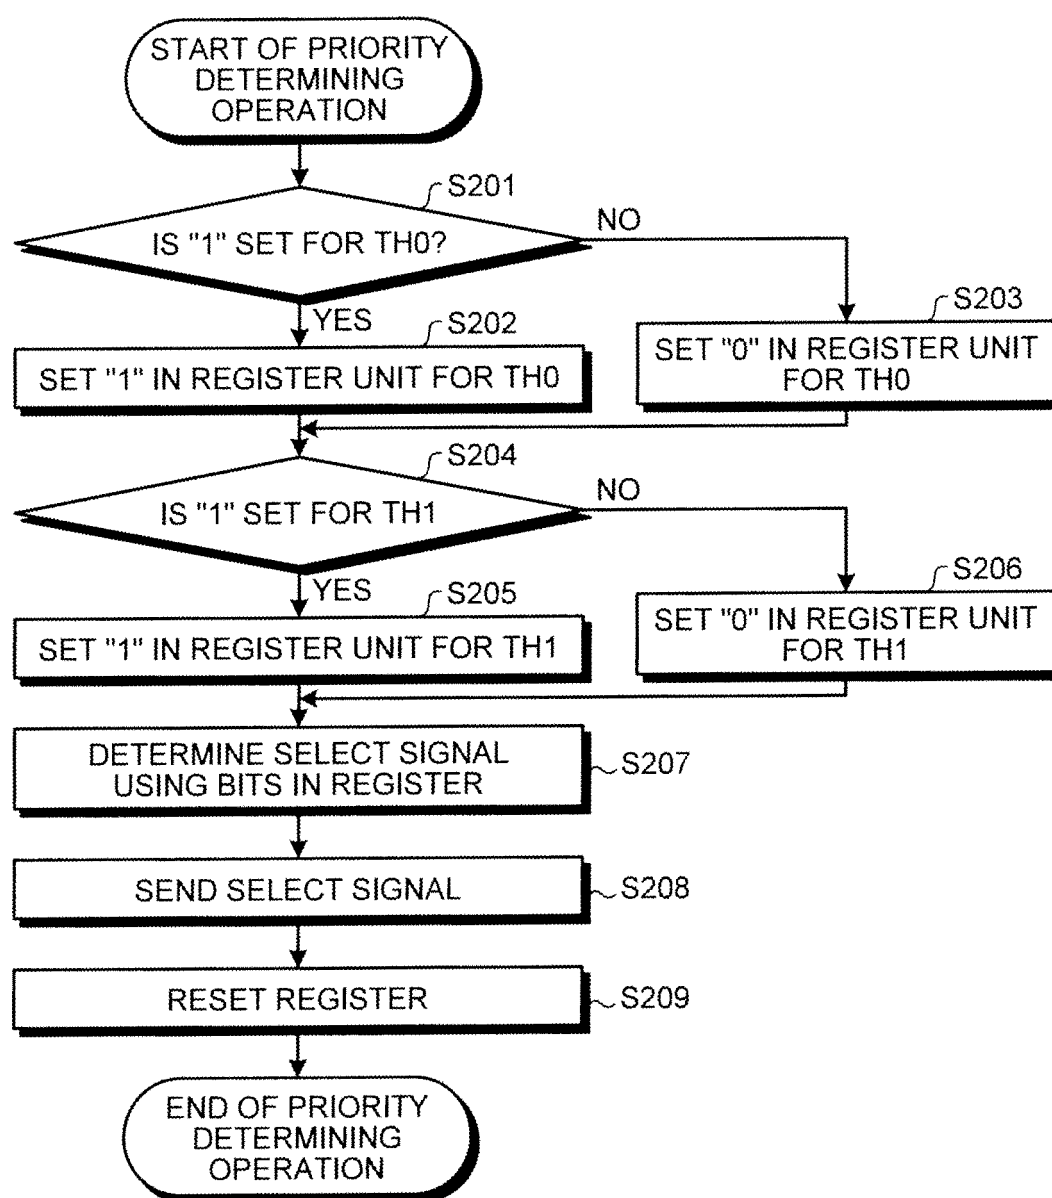 START OF PRIORITY
DETERMINING
OPERATION
S201
IS "1" SET FOR TH0?
NO
YES
S202
SET "1" IN REGISTER UNIT FOR TH0
S203
SET "0" IN REGISTER UNIT
FOR TH0
S204
IS "1" SET FOR TH1
NO
YES
S205
SET "1" IN REGISTER UNIT FOR TH1
S206
SET "0" IN REGISTER UNIT
FOR TH1
DETERMINE SELECT SIGNAL
USING BITS IN REGISTER
S207
SEND SELECT SIGNAL
S208
RESET REGISTER
S209
END OF PRIORITY
DETERMINING
OPERATION